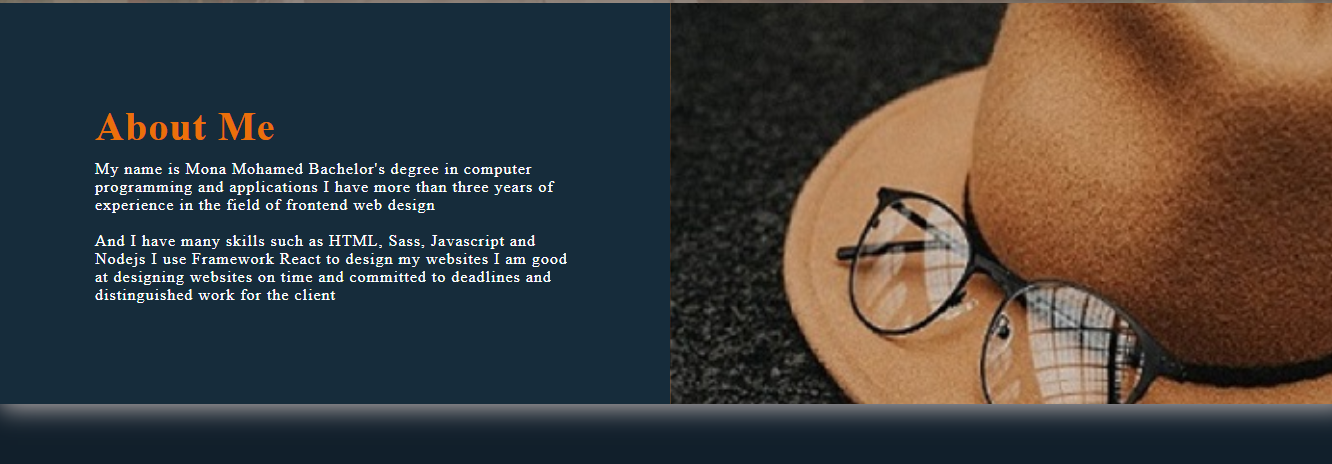 About Me
My name is Mona Mohamed Bachelor's degree in computer
programming and applications I have more than three years of
experience in the field of frontend web design
And I have many skills such as HTML, Sass, Javascript and
Nodejs I use Framework React to design my websites I am good
at designing websites on time and committed to deadlines and
distinguished work for the client